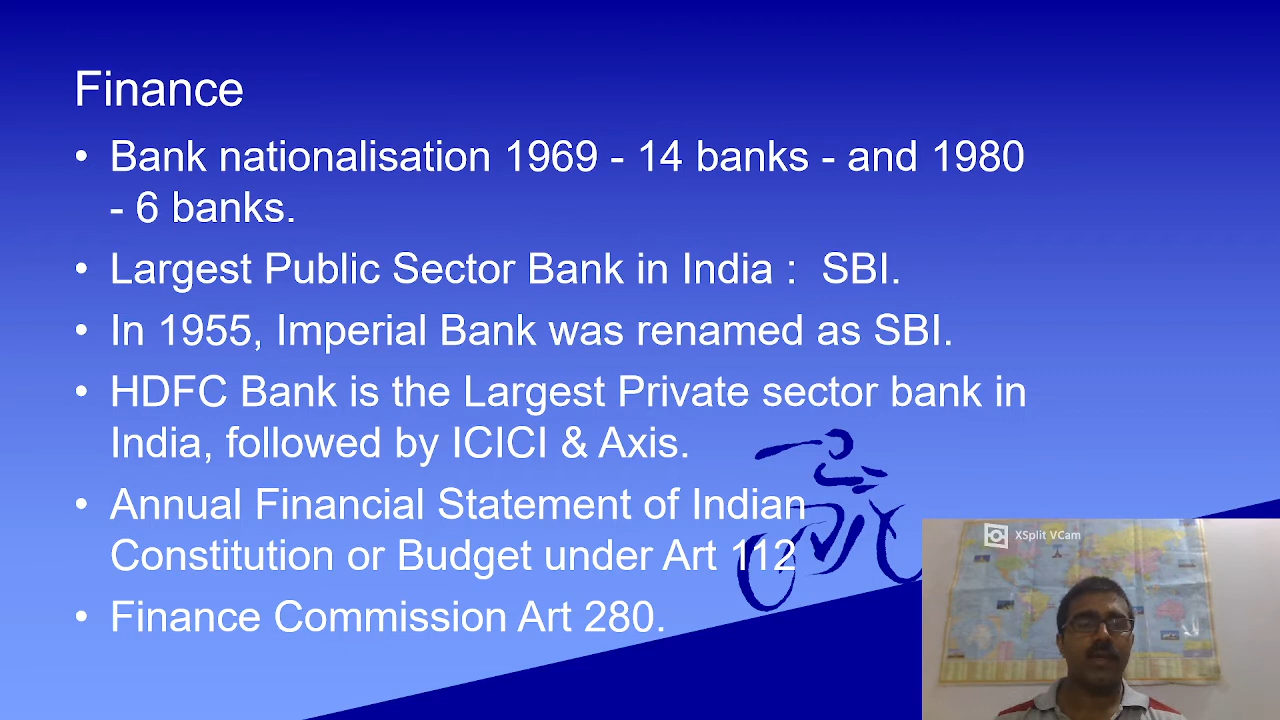 Finance
• Bank nationalisation 1969 - 14 banks - and 1980
- 6 banks.
• Largest Public Sector Bank in India :  SBI.
• In 1955, Imperial Bank was renamed as SBI.
• HDFC Bank is the Largest Private sector bank in
India, followed by ICICI & Axis.
• Annual Financial Statement of Indian
Constitution or Budget under Art 112
• Finance Commission Art 280.
XSplit VCam